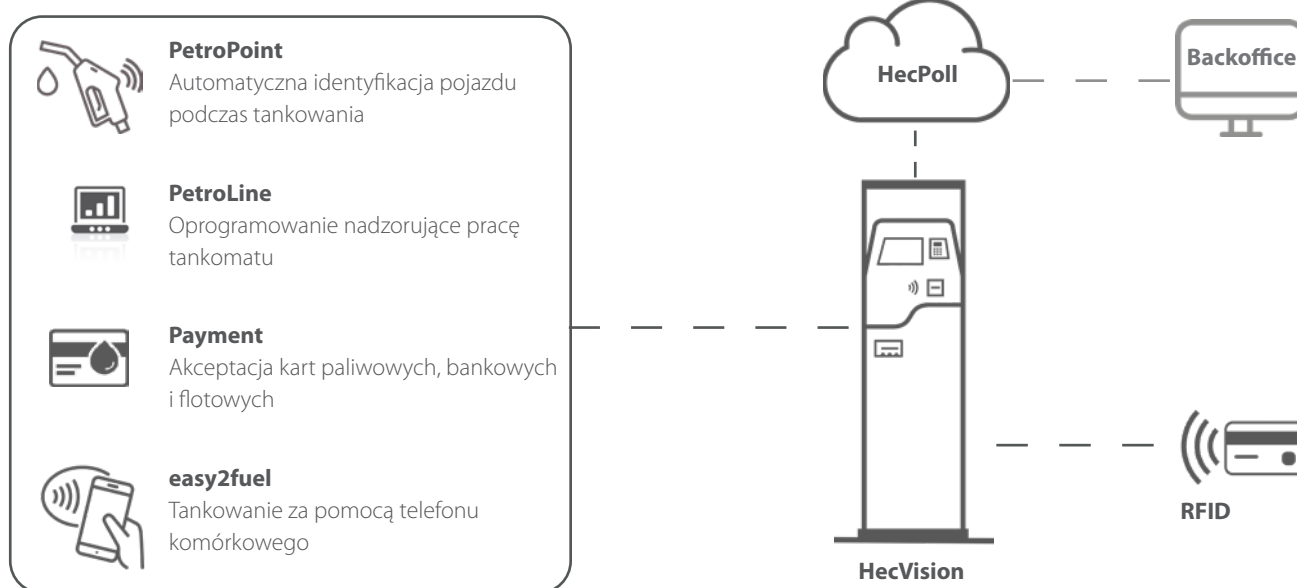 PetroPoint
Automatyczna identyfikacja pojazdu
podczas tankowania
PetroLine
Oprogramowanie nadzorujące pracę
tankomatu
Payment
Akceptacja kart paliwowych, bankowych
i flotowych
easy2fuel
Tankowanie za pomocą telefonu
komórkowego
HecPoll
Backoffice
RFID
HecVision